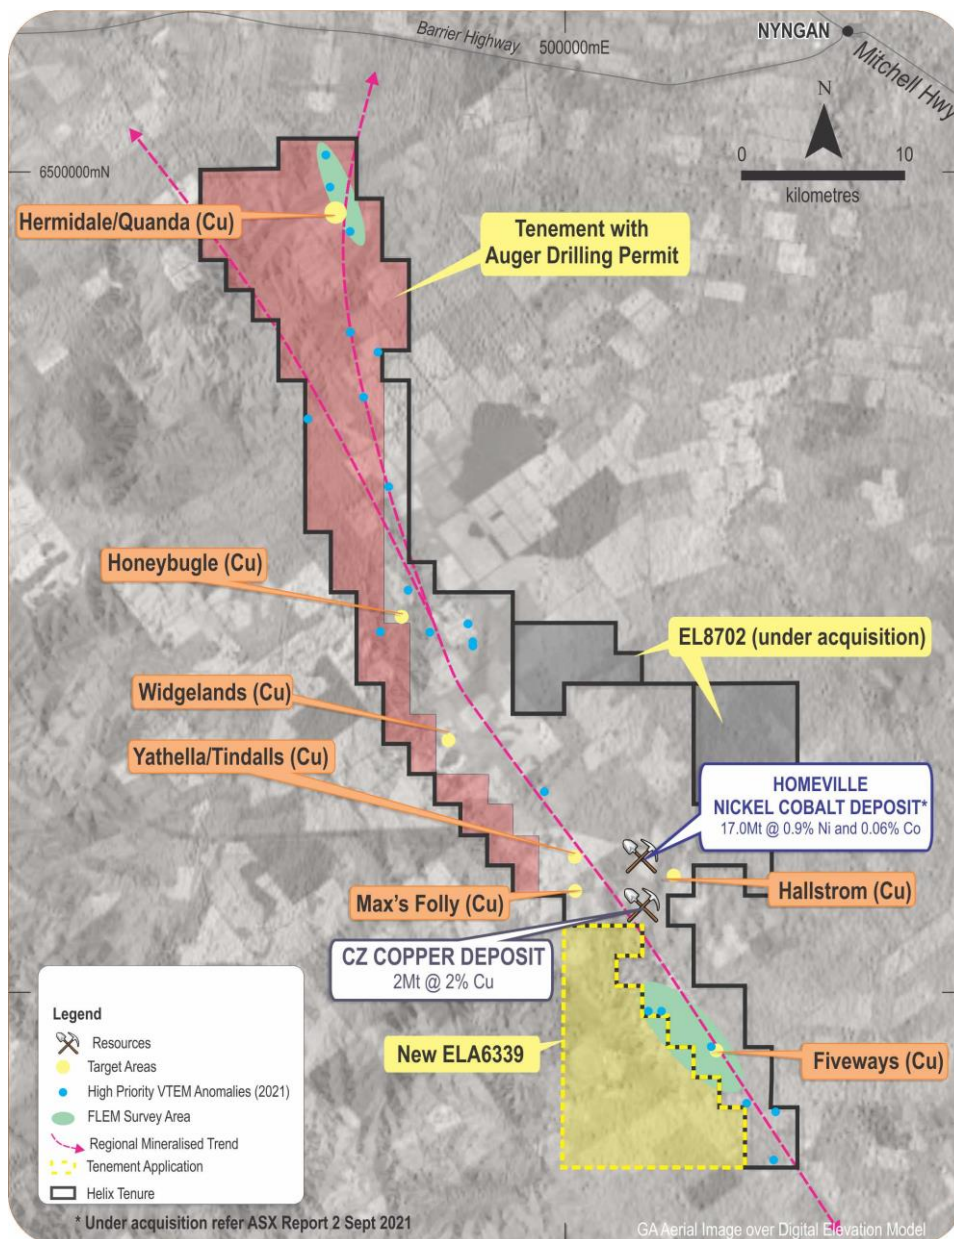 Barrier Highway
500000mE
NYNGAN
Mitchell Hwy
N
0 10
kilometres
6500000mN
Hermidale/Quanda (Cu)
Tenement with
Auger Drilling Permit
Honeybugle (Cu)
EL8702 (under acquisition)
Widgelands (Cu)
Yathella/Tindalls (Cu)
HOMEVILLE
NICKEL COBALT DEPOSIT*
17.0Mt @ 0.9% Ni and 0.06% Co
Max's Folly (Cu)
Hallstrom (Cu)
CZ COPPER DEPOSIT
2Mt @ 2% Cu
New ELA6339
Fiveways (Cu)
Legend
Resources
Target Areas
High Priority VTEM Anomalies (2021)
FLEM Survey Area
Regional Mineralised Trend
Tenement Application
Helix Tenure
* Under acquisition refer ASX Report 2 Sept 2021
GA Aerial Image over Digital Elevation Model